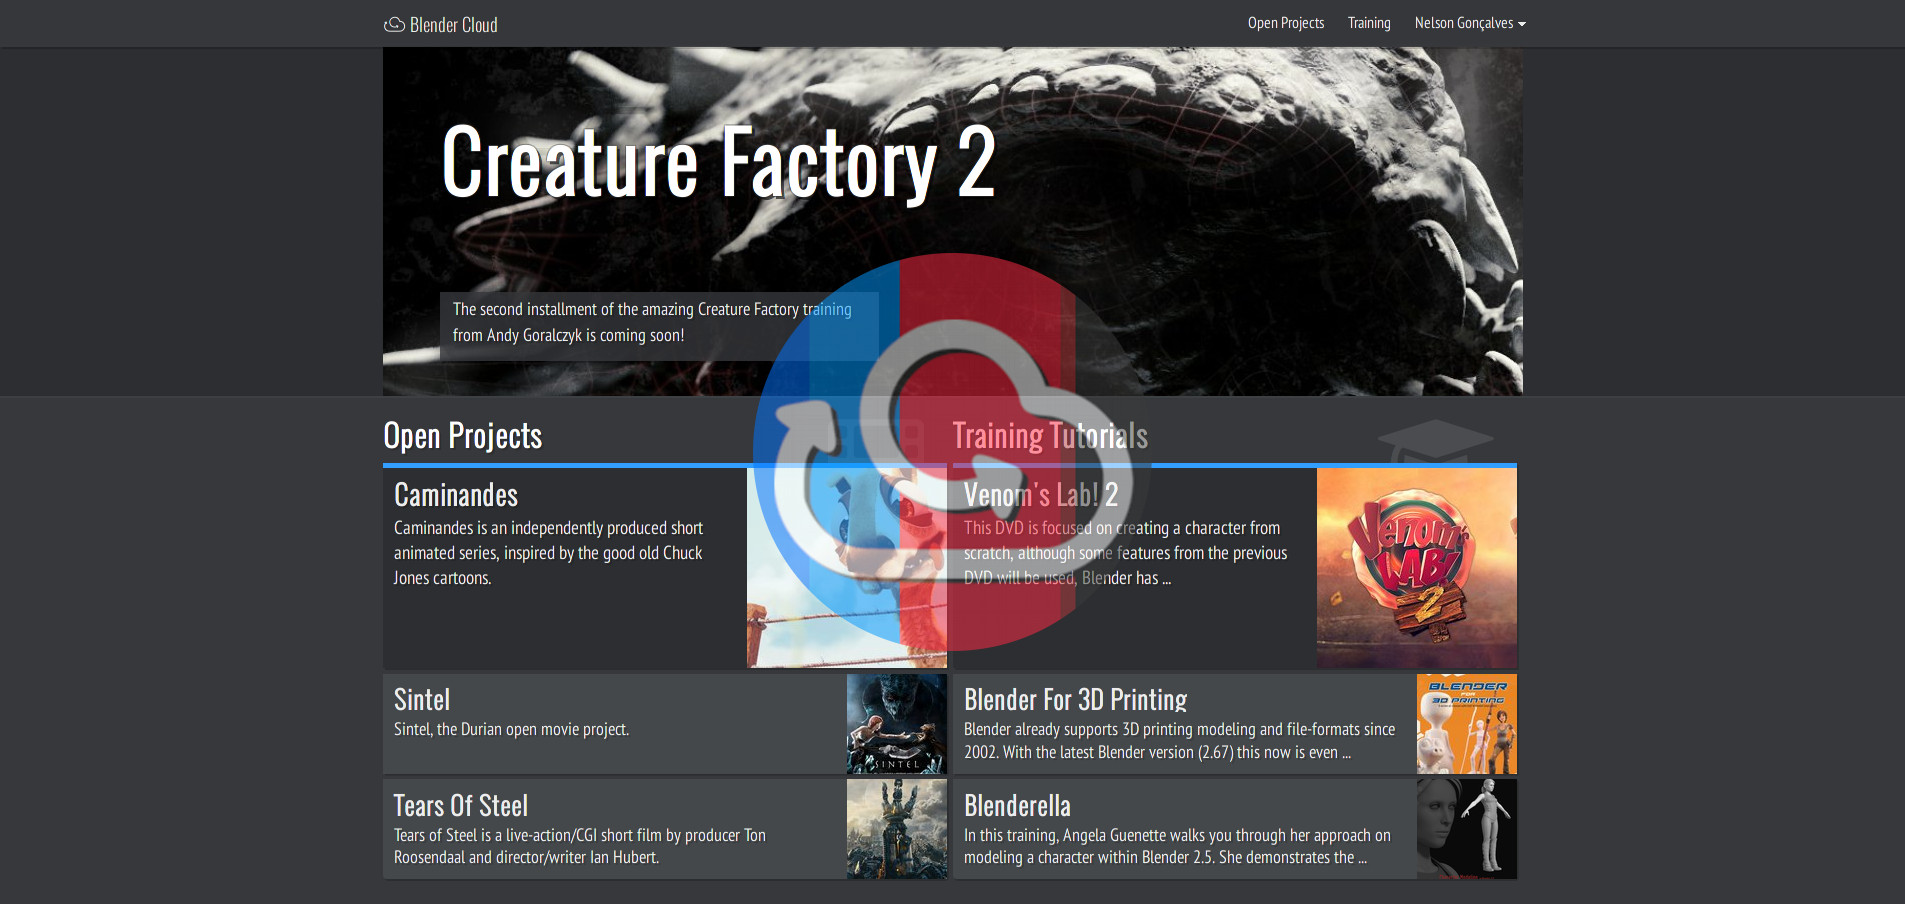 Blender Cloud
Open Projects
Training
Nelson Gonçalves
Creature Factory 2
The second installment of the amazing Creature Factory training
from Andy Goralczyk is coming soon!
Open Projects
Caminandes
Caminandes is an independently produced short
animated series, inspired by the good old Chuck
Jones cartoons.
Sintel
Sintel, the Durian open movie project.
SINTEL
Tears Of Steel
Tears of Steel is a live-action/CGI short film by producer Ton
Roosendaal and director/writer Ian Hubert.
Training Tutorials
Venom's Lab! 2
This DVD is focused on creating a character from
scratch, although some features from the previous
DVD will be used, Blender has ...
Venom's
LAB!
2
Blender For 3D Printing
Blender already supports 3D printing modeling and file-formats since
2002. With the latest Blender version (2.67) this now is even ...
BLENDER
FOR
3D PRINTING
Blenderella
In this training, Angela Guenette walks you through her approach on
modeling a character within Blender 2.5. She demonstrates the ...